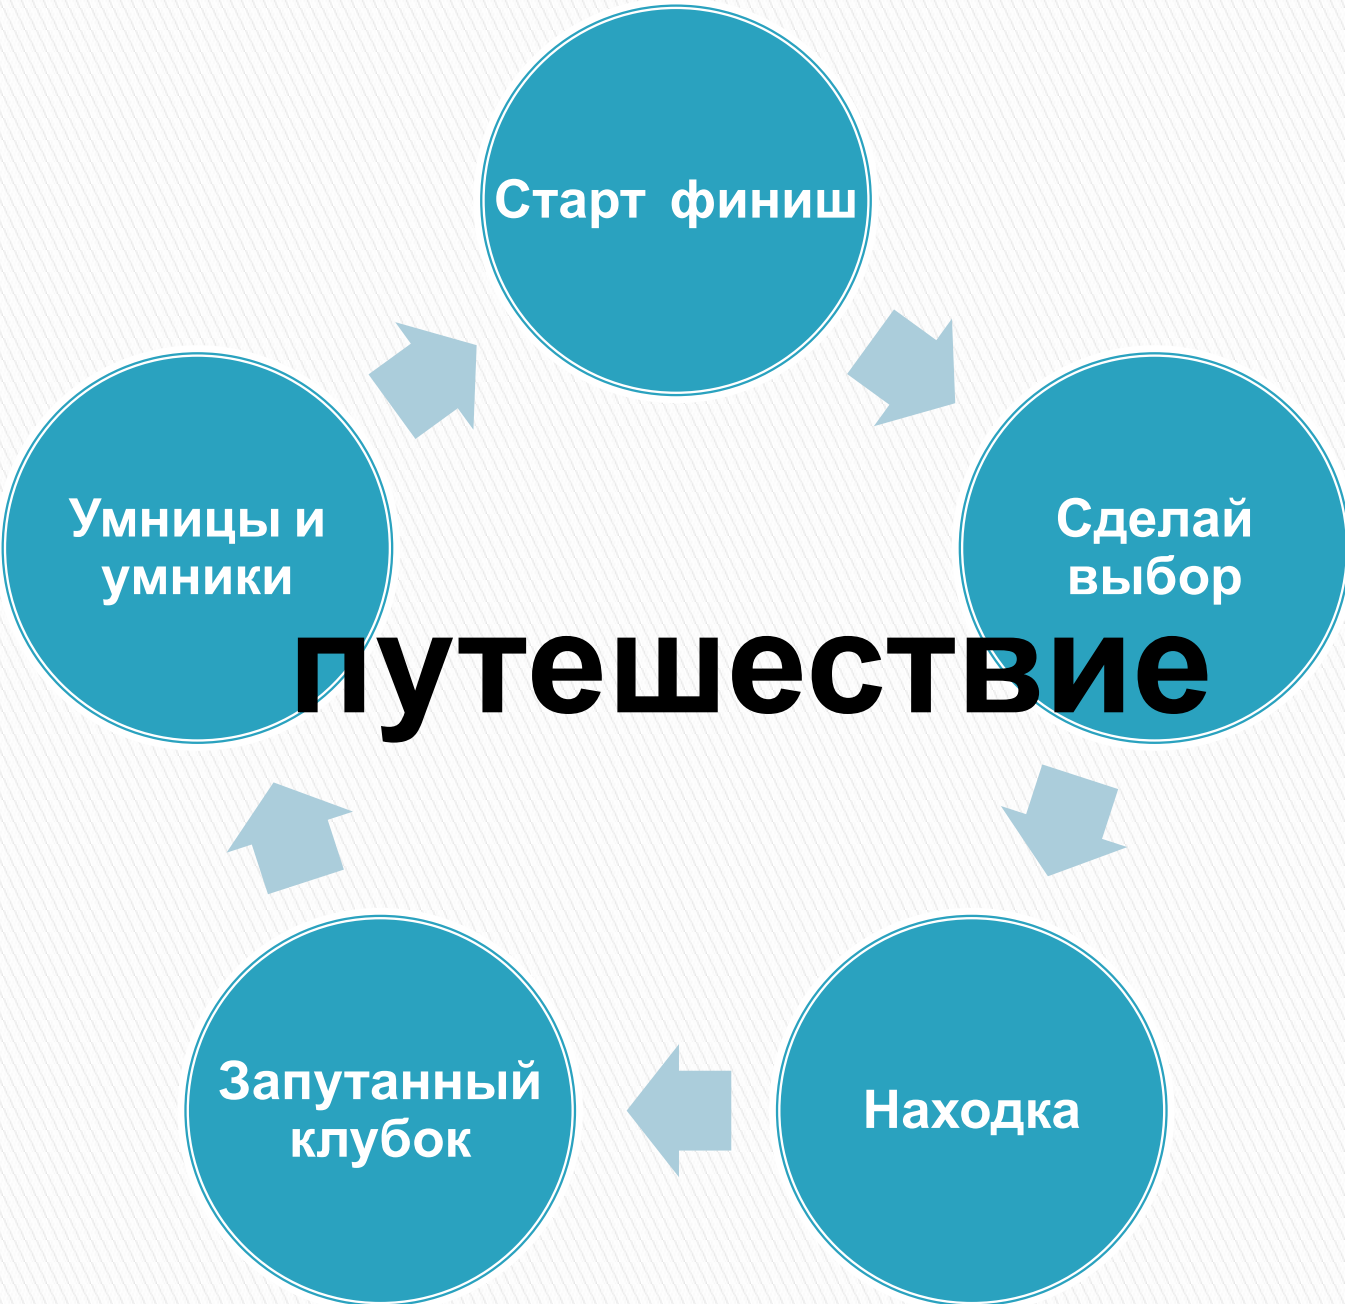 Старт финиш
Умницы и
умники
Сделай
выбор
путешествие
Запутанный
клубок
Находка